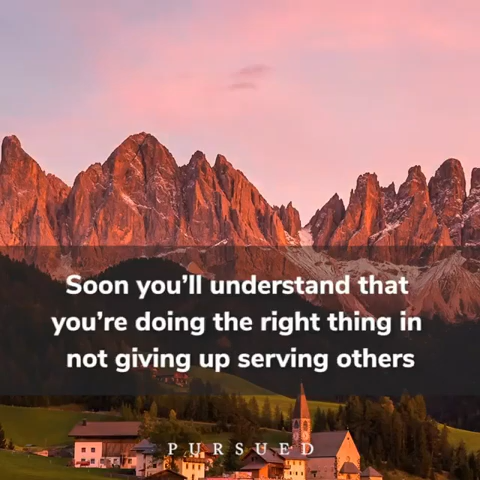 Soon you’ll understand that
you’re doing the right thing in
not giving up serving others
PURSUED